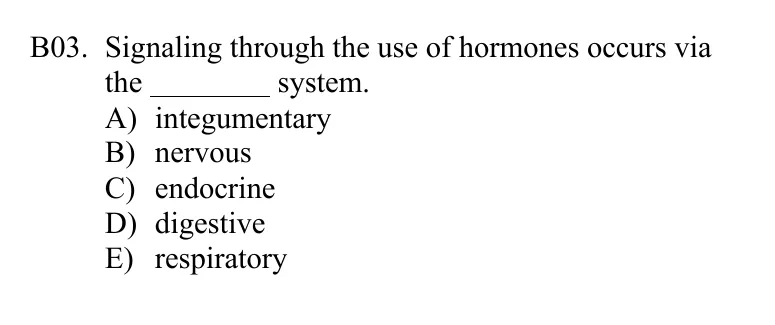 B03. Signaling through the use of hormones occurs via
the ________ system.
A) integumentary
B) nervous
C) endocrine
D) digestive
E) respiratory